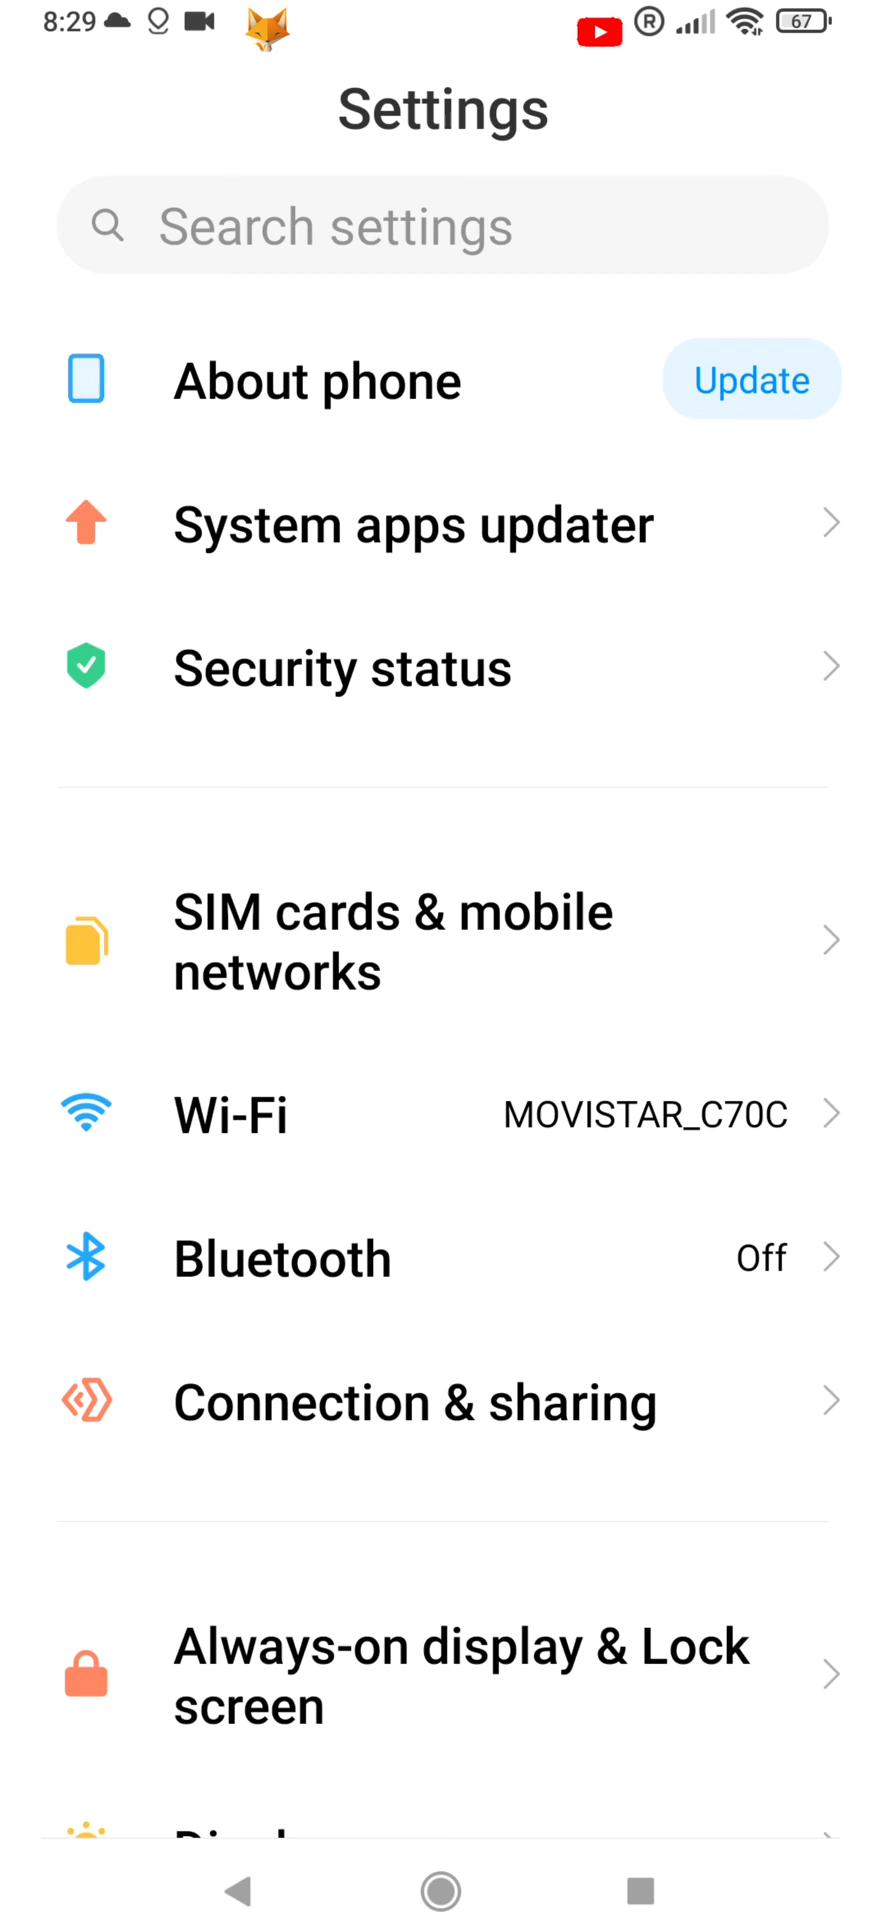 8:29
R
67
Settings
Search settings
About phone
Update
System apps updater
Security status
SIM cards & mobile
networks
Wi-Fi
MOVISTAR_C70C
Bluetooth
Off
Connection & sharing
Always-on display & Lock
screen